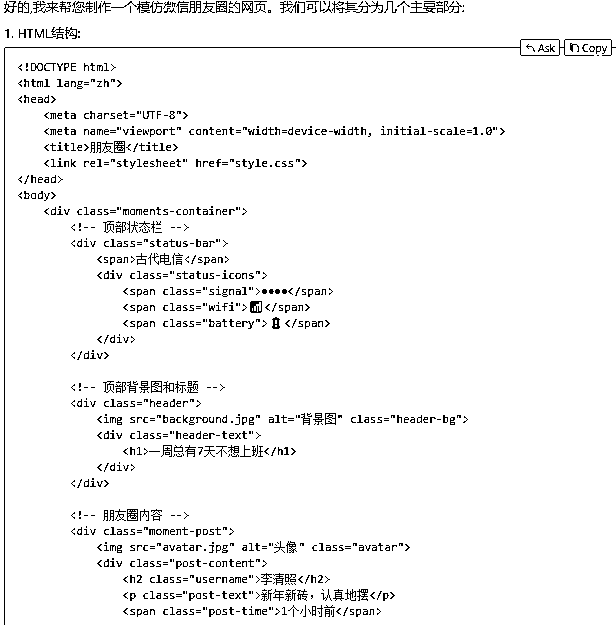 好的,我来帮您制作一个模仿微信朋友圈的网页。我们可以将其分为几个主要部分:
1. HTML结构:
Ask Copy
<!DOCTYPE html>
<html lang="zh">
<head>
    <meta charset="UTF-8">
    <meta name="viewport" content="width=device-width, initial-scale=1.0">
    <title>朋友圈</title>
    <link rel="stylesheet" href="style.css">
</head>
<body>
    <div class="moments-container">
        <!-- 顶部状态栏 -->
        <div class="status-bar">
            <span>古代电信</span>
            <div class="status-icons">
                <span class="signal">●●●●</span>
                <span class="wifi">📶</span>
                <span class="battery">🔋</span>
            </div>
        </div>

        <!-- 顶部背景图和标题 -->
        <div class="header">
            <img src="background.jpg" alt="背景图" class="header-bg">
            <div class="header-text">
                <h1>一周总有7天不想上班</h1>
            </div>
        </div>

        <!-- 朋友圈内容 -->
        <div class="moment-post">
            <img src="avatar.jpg" alt="头像" class="avatar">
            <div class="post-content">
                <h2 class="username">李清照</h2>
                <p class="post-text">新年新砖，认真地摆</p>
                <span class="post-time">1个小时前</span>